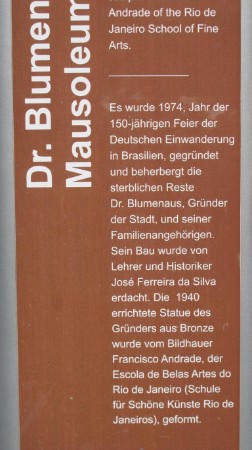 Dr. Blumen
Mausoleum
Andrade of the Rio de
Janeiro School of Fine
Arts.
Es wurde 1974, Jahr der
150-jährigen Feier der
Deutschen Einwanderung
in Brasilien, gegründet
und beherbergt die
sterblichen Reste
Dr. Blumenaus, Gründer
der Stadt, und seiner
Familienangehörigen.
Sein Bau wurde von
Lehrer und Historiker
José Ferreira da Silva
erdacht. Die 1940
errichtete Statue des
Gründers aus Bronze
wurde vom Bildhauer
Francisco Andrade, der
Escola de Belas Artes do
Rio de Janeiro (Schule
für Schöne Künste Rio de
Janeiros), geformt.